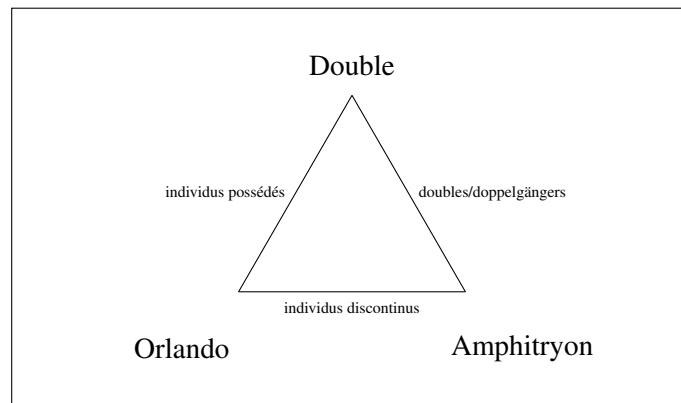 Double
individus possédés
doubles/doppelgängers
individus discontinus
Orlando
Amphitryon